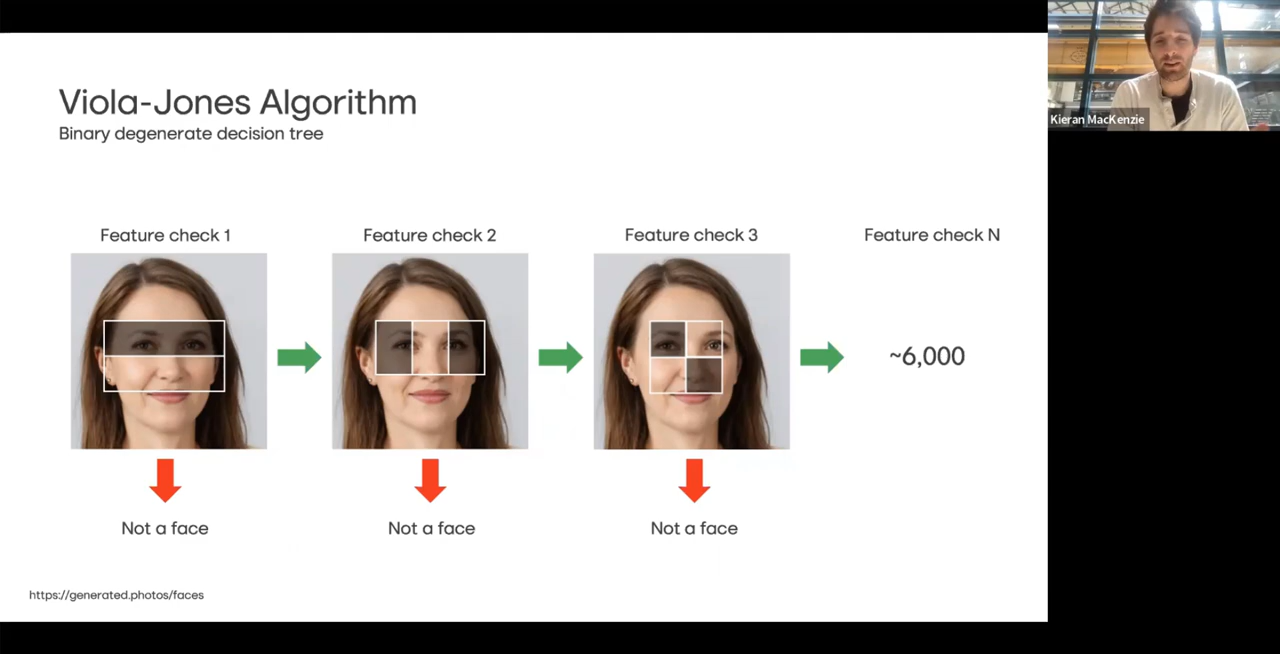 Viola-Jones Algorithm
Binary degenerate decision tree
Feature check 1
Feature check 2
Feature check 3
Feature check N
~6,000
Not a face
Not a face
Not a face
https://generated.photos/faces
Kieran MacKenzie